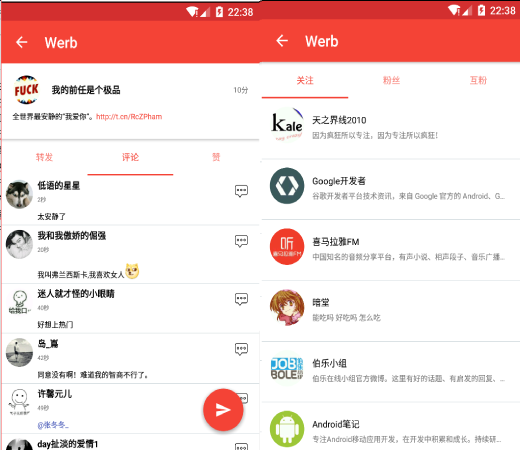 22:38
Werb
FUCK
我的前任是个极品
10分
全世界最安静的“我爱你”。http://t.cn/RcZPham
转发
评论
赞
低语的星星
2秒
太安静了
我和我傲娇的倔强
20秒
我叫弗兰西斯卡,我喜欢女人
迷人就才怪的小眼睛
40秒
好想上热门
岛_嘉
42秒
同意没有啊！难道我的智商不行了。
许馨元儿
49秒
@张冬冬_
day扯淡的爱情1
22:38
Werb
关注
粉丝
互粉
Kale
天之界线2010
因为疯狂所以专注，因为专注所以疯狂！
Google开发者
谷歌开发者平台技术资讯，来自 Google 官方的 Android、G...
听
喜马拉雅FM
喜马拉雅FM
中国知名的音频分享平台，有声小说、相声段子、音乐广播...
暗堂
能吃吗 好吃吗 怎么吃
JOB
BOLE
伯乐小组
伯乐在线小组官方微博。这里有好的话题、有启发的回复、...
Android笔记
专注Android移动应用开发，在开发中积累和成长。持续研...